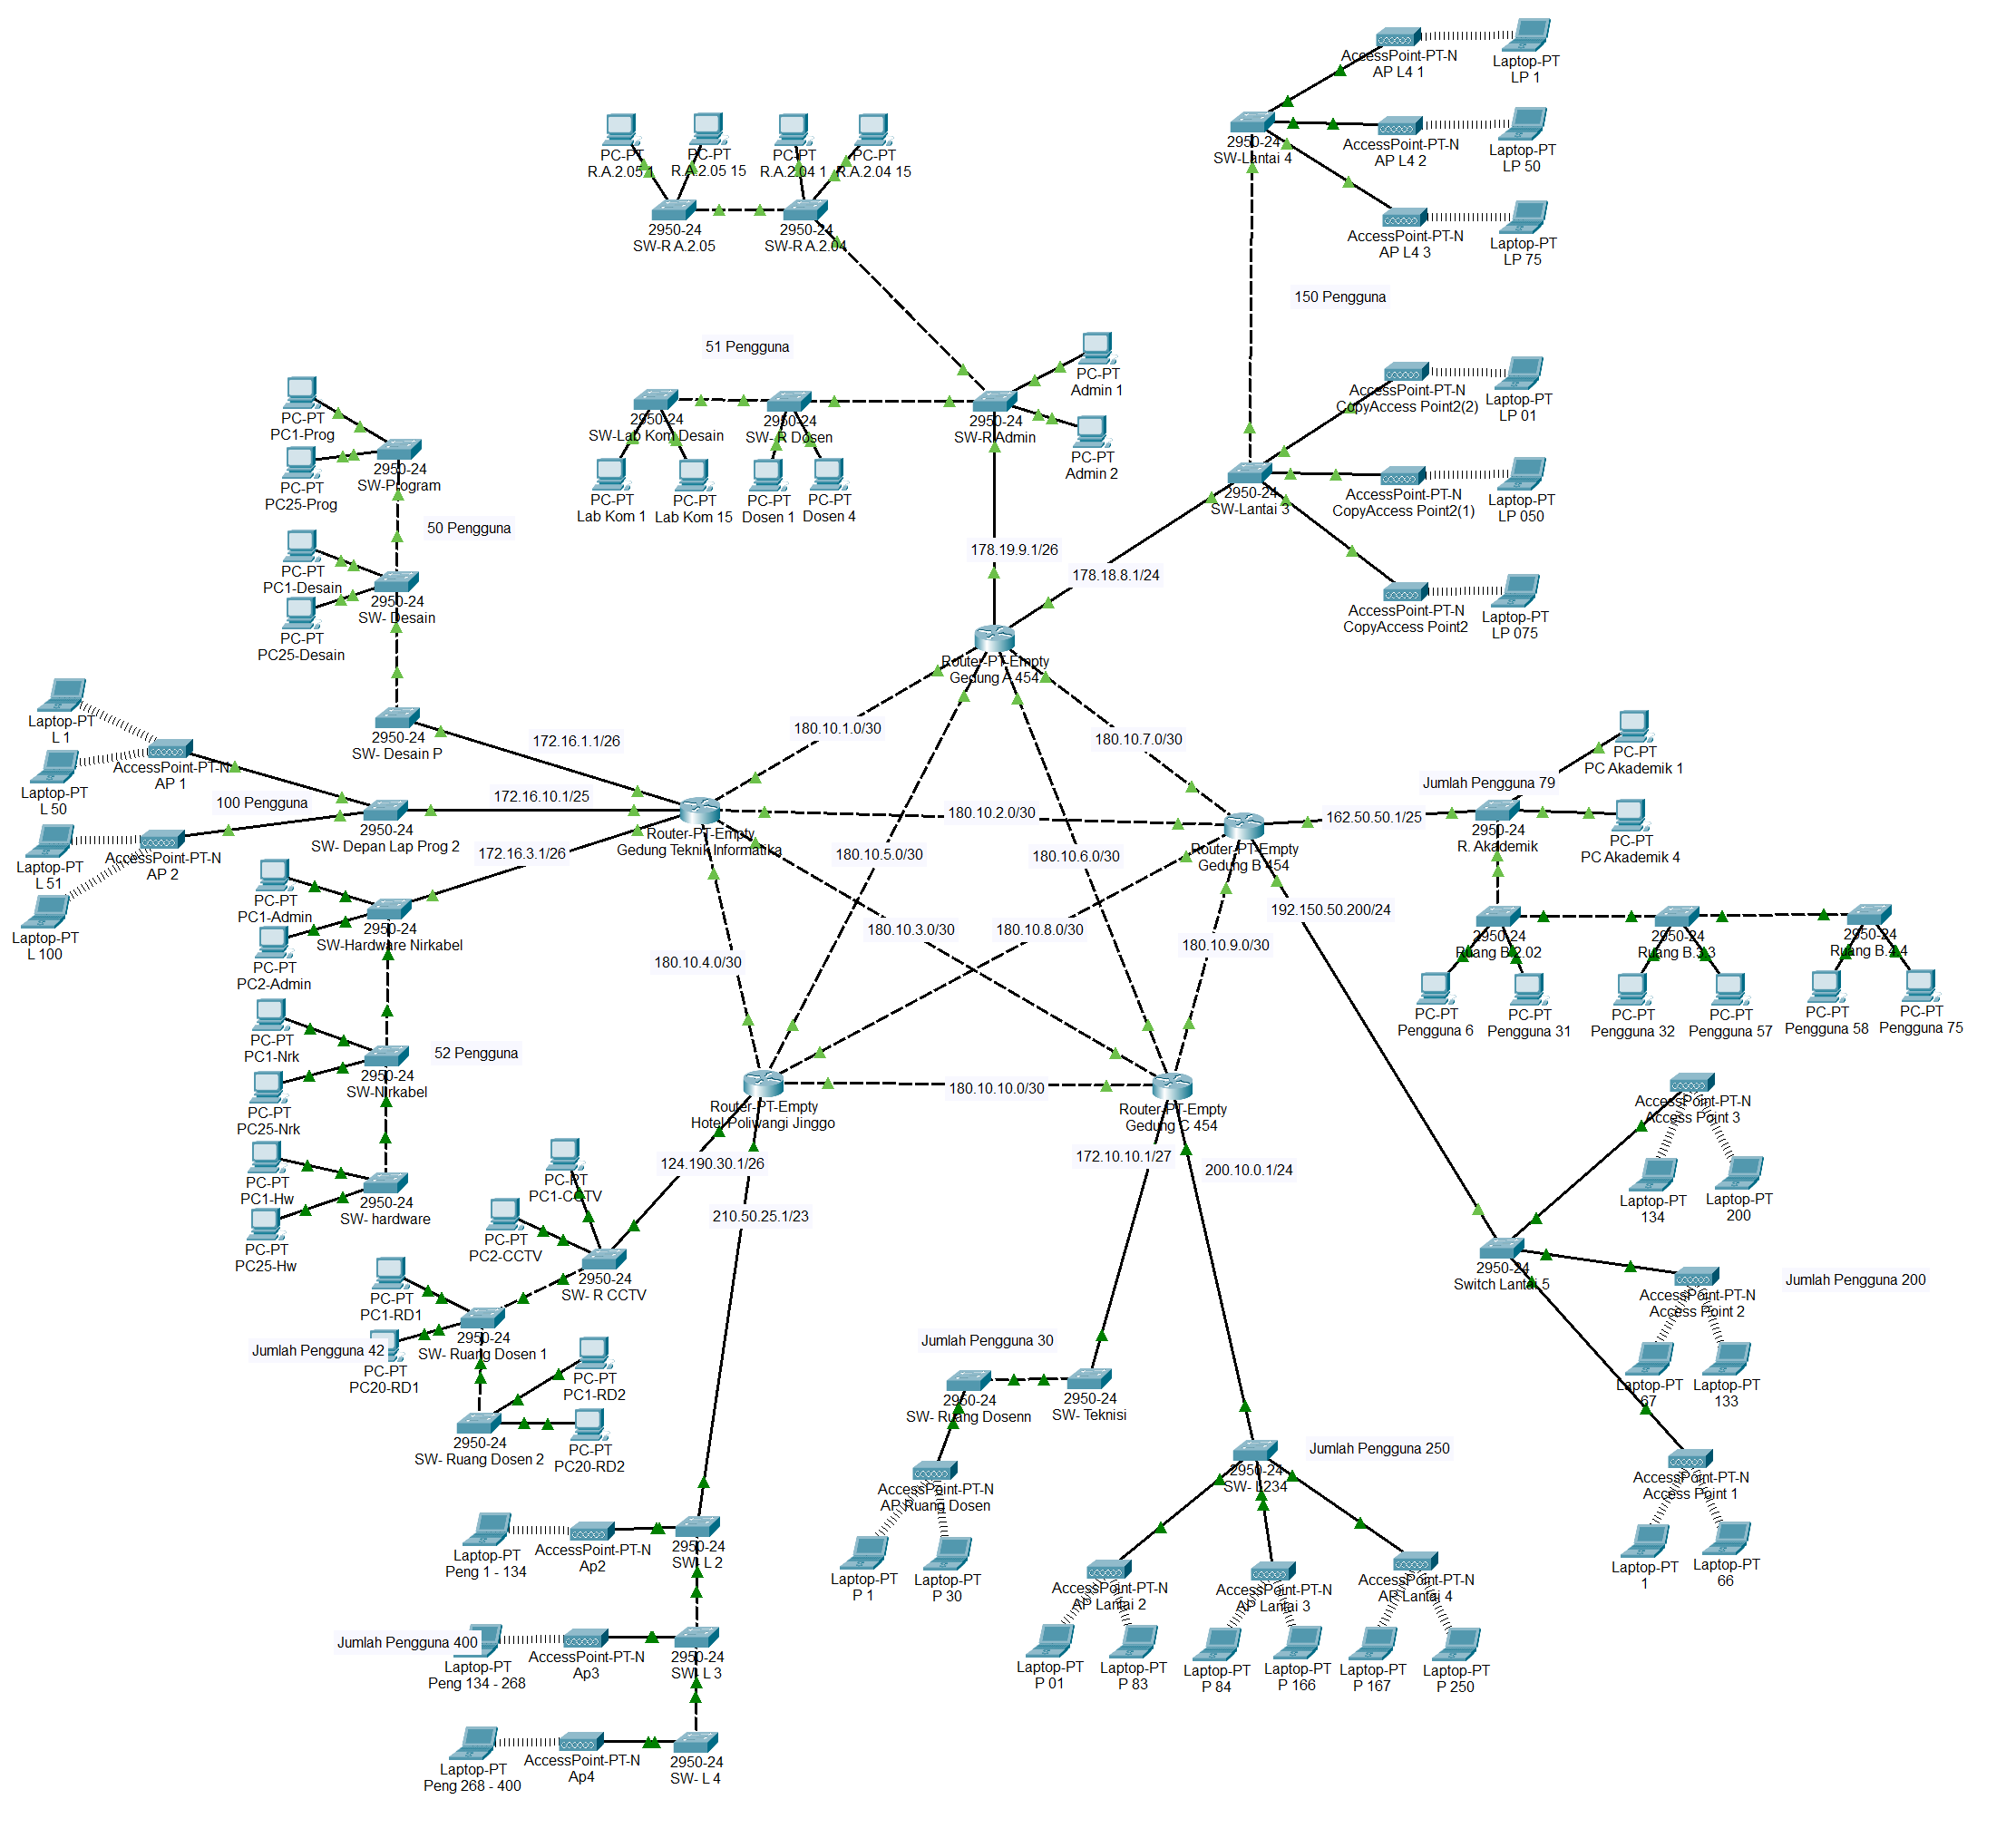 AccessPoint-PT-N
AP L4 1
Laptop-PT
LP 1
2950-24
SW-Lantai 4
AccessPoint-PT-N
AP L4 2
Laptop-PT
LP 50
AccessPoint-PT-N
AP L4 3
Laptop-PT
LP 75
150 Pengguna
PC-PT
R.A.2.05 1
PC-PT
R.A.2.05 15
PC-PT
R.A.2.04 1
PC-PT
R.A.2.04 15
2950-24
SW-R A.2.05
2950-24
SW-R A.2.04
51 Pengguna
PC-PT
Admin 1
2950-24
SW-Lab Kom Desain
2950-24
SW- R Dosen
2950-24
SW-R Admin
PC-PT
Admin 2
PC-PT
Lab Kom 1
PC-PT
Lab Kom 15
PC-PT
Dosen 1
PC-PT
Dosen 4
AccessPoint-PT-N
CopyAccess Point2(2)
Laptop-PT
LP 01
2950-24
SW-Lantai 3
AccessPoint-PT-N
CopyAccess Point2(1)
Laptop-PT
LP 050
AccessPoint-PT-N
CopyAccess Point2
Laptop-PT
LP 075
178.19.9.1/26
178.18.8.1/24
PC-PT
PC1-Prog
2950-24
SW-Program
PC-PT
PC25-Prog
50 Pengguna
PC-PT
PC1-Desain
2950-24
SW- Desain
PC-PT
PC25-Desain
Router-PT-Empty
Gedung A 454
2950-24
SW- Desain P
172.16.1.1/26
180.10.1.0/30
180.10.7.0/30
Laptop-PT
L 1
AccessPoint-PT-N
AP 1
Laptop-PT
L 50
100 Pengguna
172.16.10.1/25
2950-24
SW- Depan Lap Prog 2
Laptop-PT
L 51
AccessPoint-PT-N
AP 2
Laptop-PT
L 100
172.16.3.1/26
Router-PT-Empty
Gedung Teknik Informatika
180.10.2.0/30
180.10.5.0/30
180.10.6.0/30
Router-PT-Empty
Gedung B 454
162.50.50.1/25
Jumlah Pengguna 79
PC-PT
PC Akademik 1
2950-24
R. Akademik
PC-PT
PC Akademik 4
192.150.50.200/24
180.10.3.0/30
180.10.8.0/30
180.10.9.0/30
180.10.4.0/30
2950-24
Ruang B.2.02
2950-24
Ruang B.3.3
2950-24
Ruang B.4.4
PC-PT
Pengguna 6
PC-PT
Pengguna 31
PC-PT
Pengguna 32
PC-PT
Pengguna 57
PC-PT
Pengguna 58
PC-PT
Pengguna 75
PC-PT
PC1-Admin
2950-24
SW-Hardware Nirkabel
PC-PT
PC2-Admin
PC-PT
PC1-Nrk
52 Pengguna
2950-24
SW-Nirkabel
PC-PT
PC25-Nrk
PC-PT
PC1-Hw
2950-24
SW- hardware
PC-PT
PC25-Hw
Router-PT-Empty
Hotel Poliwangi Jinggo
180.10.10.0/30
Router-PT-Empty
Gedung C 454
124.190.30.1/26
172.10.10.1/27
200.10.0.1/24
210.50.25.1/23
PC-PT
PC1-CCTV
PC-PT
PC2-CCTV
2950-24
SW- R CCTV
PC-PT
PC1-RD1
2950-24
SW- Ruang Dosen 1
Jumlah Pengguna 42
PC-PT
PC20-RD1
PC-PT
PC1-RD2
2950-24
SW- Ruang Dosen 2
PC-PT
PC20-RD2
AccessPoint-PT-N
Access Point 3
Laptop-PT
134
Laptop-PT
200
2950-24
Switch Lantai 5
AccessPoint-PT-N
Access Point 2
Jumlah Pengguna 200
Laptop-PT
67
Laptop-PT
133
AccessPoint-PT-N
Access Point 1
Laptop-PT
1
Laptop-PT
66
Jumlah Pengguna 30
2950-24
SW- Ruang Dosenn
2950-24
SW- Teknisi
AccessPoint-PT-N
AP Ruang Dosen
Laptop-PT
P 1
Laptop-PT
P 30
Jumlah Pengguna 250
2950-24
SW- L234
AccessPoint-PT-N
AP Lantai 2
AccessPoint-PT-N
AP Lantai 3
AccessPoint-PT-N
AP Lantai 4
Laptop-PT
P 01
Laptop-PT
P 83
Laptop-PT
P 84
Laptop-PT
P 166
Laptop-PT
P 167
Laptop-PT
P 250
Laptop-PT
Peng 1 - 134
AccessPoint-PT-N
Ap2
2950-24
SW- L 2
Jumlah Pengguna 400
Laptop-PT
Peng 134 - 268
AccessPoint-PT-N
Ap3
2950-24
SW- L 3
Laptop-PT
Peng 268 - 400
AccessPoint-PT-N
Ap4
2950-24
SW- L 4